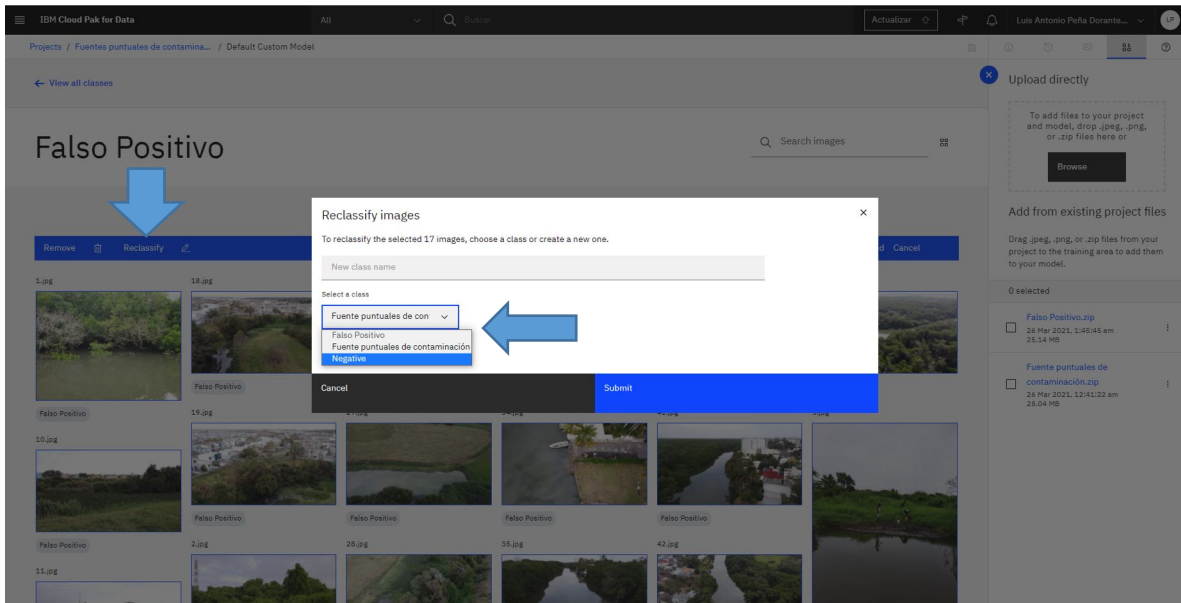 IBM Cloud Pak for Data
All
Buscar
Actualizar
Luis Antonio Peña Dorante...
LP
Projects / Fuentes puntuales de contamina... / Default Custom Model
← View all classes
Falso Positivo
Search images
Remove
Reclassify
d Cancel
Reclassify images
To reclassify the selected 17 images, choose a class or create a new one.
New class name
Select a class
Fuente puntuales de con
Falso Positivo
Fuente puntuales de contaminación
Negative
Cancel
Submit
1.jpg
18.jpg
Falso Positivo
Falso Positivo
19.jpg
10.jpg
Falso Positivo
Falso Positivo
Falso Positivo
Falso Positivo
Falso Positivo
2.jpg
28.jpg
35.jpg
42.jpg
11.jpg
Upload directly
To add files to your project
and model, drop .jpeg, .png,
or .zip files here or
Browse
Add from existing project files
Drag .jpeg, .png, or .zip files from your
project to the training area to add them
to your model.
0 selected
Falso Positivo.zip
26 Mar 2021, 1:45:45 am
25.14 MB
Fuente puntuales de
contaminación.zip
26 Mar 2021, 12:41:22 am
25.04 MB